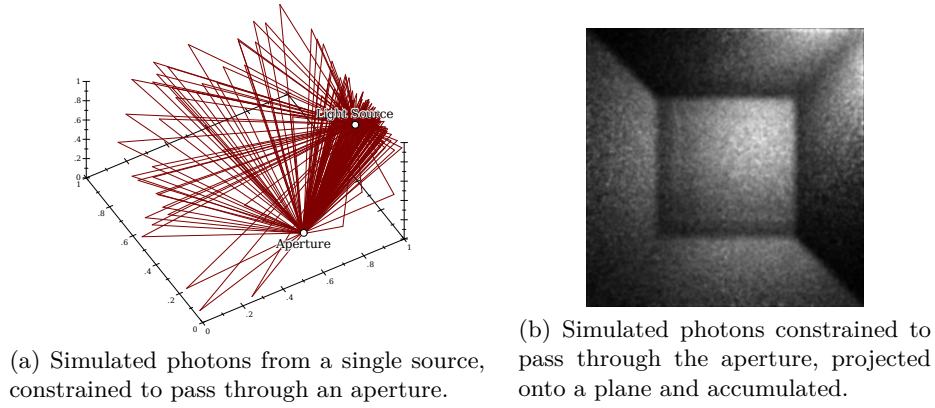 Light Source
Aperture
1
.8
.6
.4
.2
0
1
.8
.6
.4
.2
0
0
.2
.4
.6
.8
1
(a) Simulated photons from a single source,
constrained to pass through an aperture.
(b) Simulated photons constrained to
pass through the aperture, projected
onto a plane and accumulated.